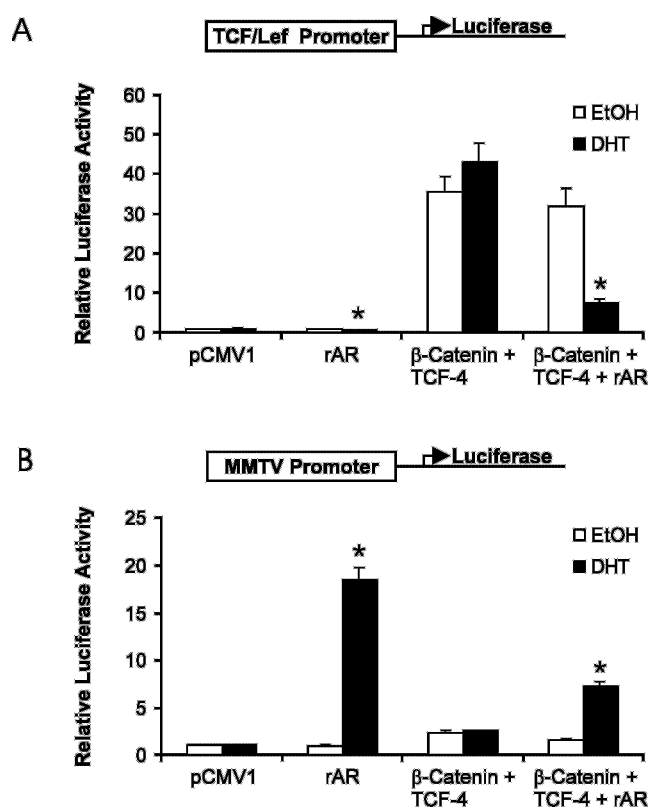 A
TCF/Lef Promoter
Luciferase
Relative Luciferase Activity
60
50
40
30
20
10
0
EtOH
DHT
*
*
pCMV1
rAR
β-Catenin +
TCF-4
β-Catenin +
TCF-4 + rAR
B
MMTV Promoter
Luciferase
Relative Luciferase Activity
25
20
15
10
5
0
EtOH
DHT
*
*
pCMV1
rAR
β-Catenin +
TCF-4
β-Catenin +
TCF-4 + rAR